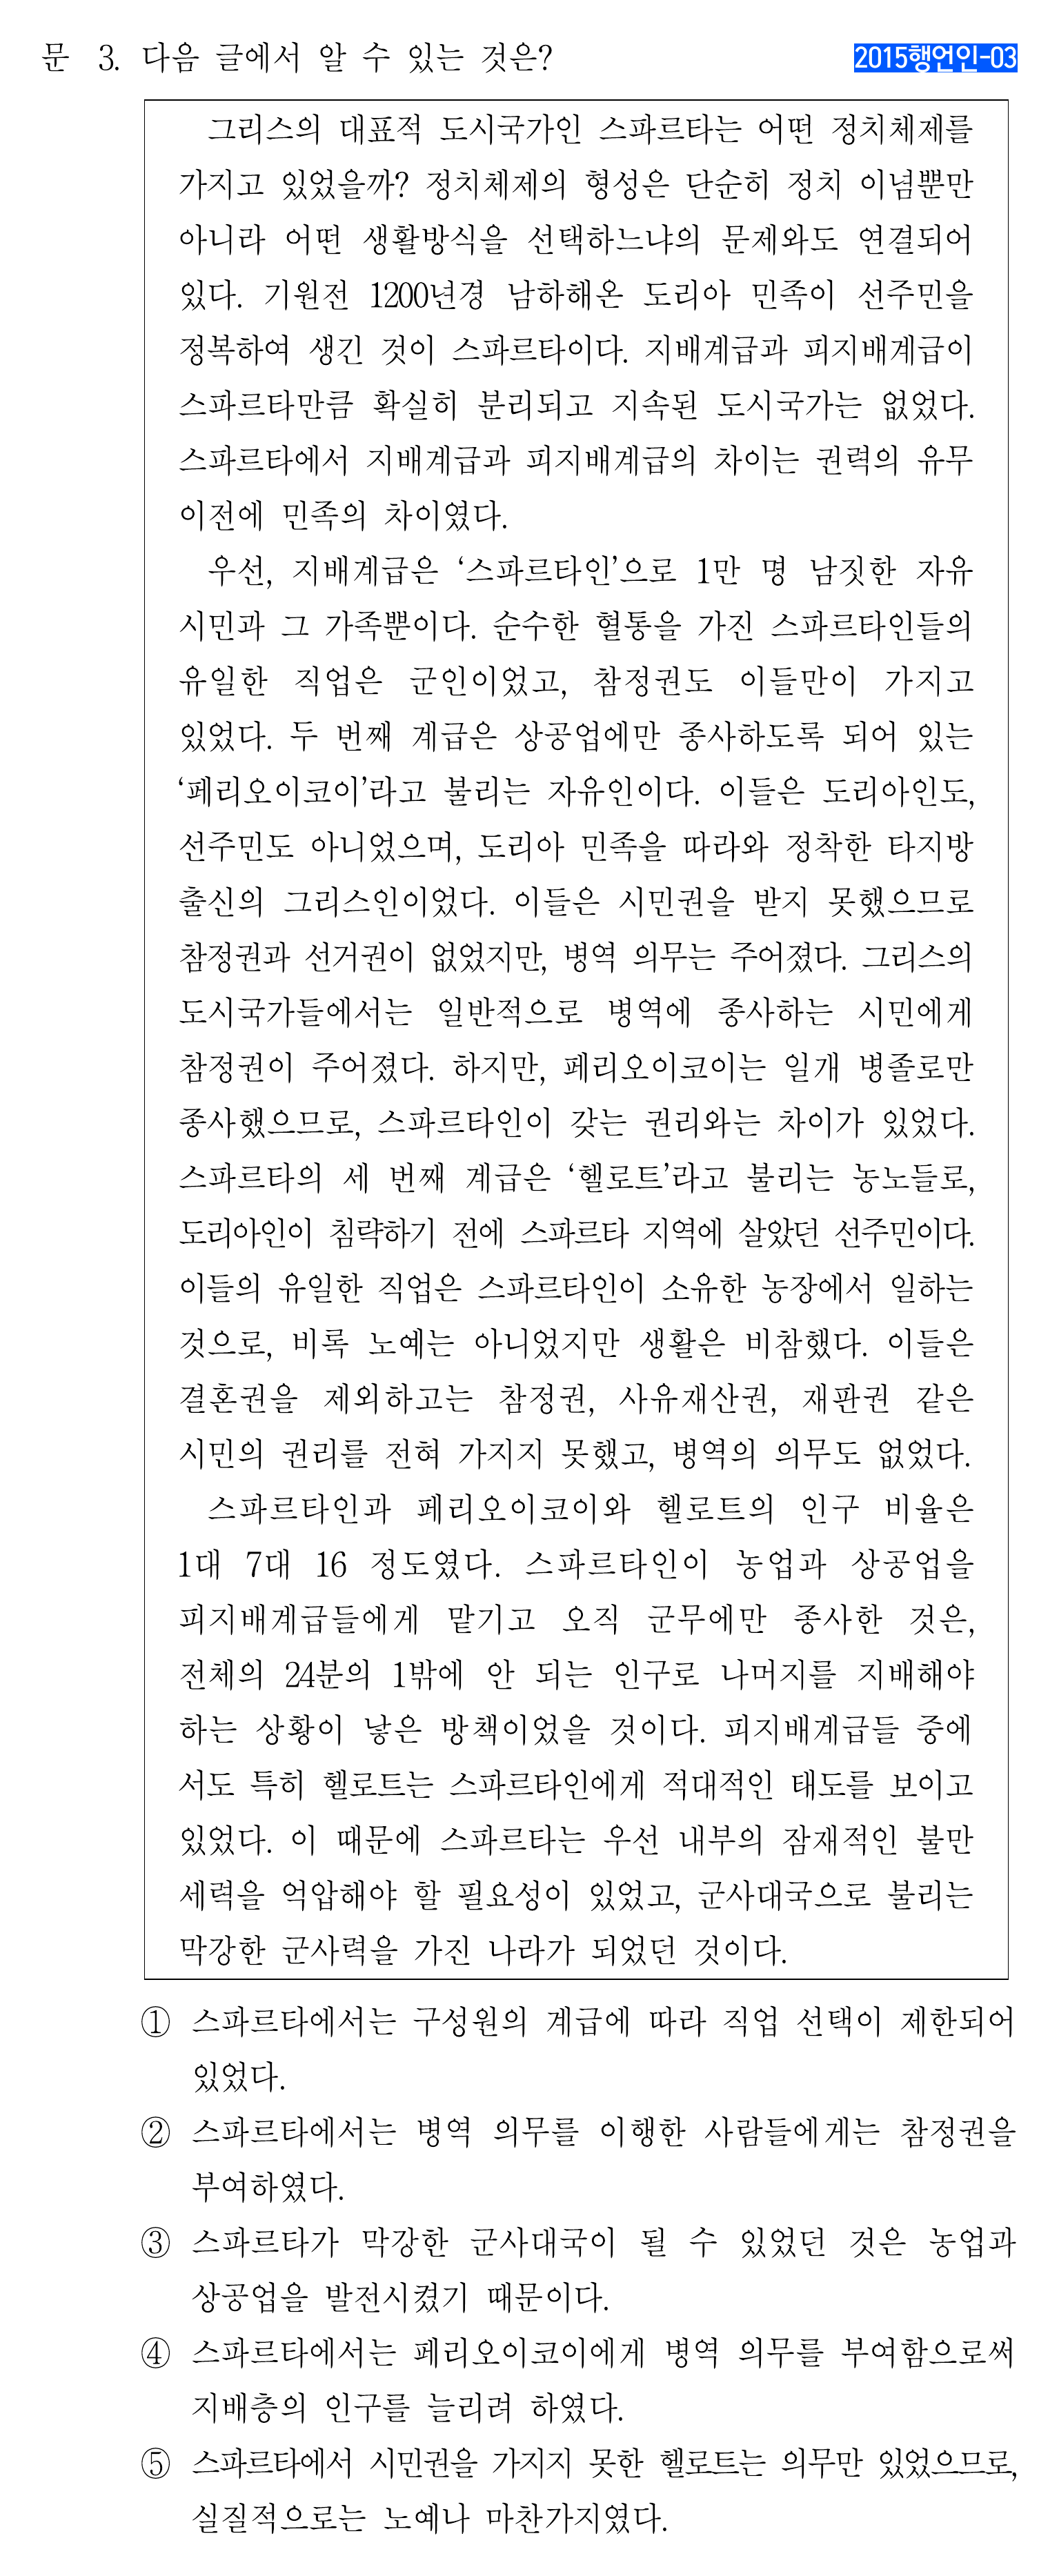 문 3. 다음 글에서 알 수 있는 것은?
2015행언인-03
그리스의 대표적 도시국가인 스파르타는 어떤 정치체제를
가지고 있었을까? 정치체제의 형성은 단순히 정치 이념뿐만
아니라 어떤 생활방식을 선택하느냐의 문제와도 연결되어
있다. 기원전 1200년경 남하해온 도리아 민족이 선주민을
정복하여 생긴 것이 스파르타이다. 지배계급과 피지배계급이
스파르타만큼 확실히 분리되고 지속된 도시국가는 없었다.
스파르타에서 지배계급과 피지배계급의 차이는 권력의 유무
이전에 민족의 차이였다.
우선, 지배계급은 ‘스파르타인’으로 1만 명 남짓한 자유
시민과 그 가족뿐이다. 순수한 혈통을 가진 스파르타인들의
유일한 직업은 군인이었고, 참정권도 이들만이 가지고
있었다. 두 번째 계급은 상공업에만 종사하도록 되어 있는
‘페리오이코이’라고 불리는 자유인이다. 이들은 도리아인도,
선주민도 아니었으며, 도리아 민족을 따라와 정착한 타지방
출신의 그리스인이었다. 이들은 시민권을 받지 못했으므로
참정권과 선거권이 없었지만, 병역 의무는 주어졌다. 그리스의
도시국가들에서는 일반적으로 병역에 종사하는 시민에게
참정권이 주어졌다. 하지만, 페리오이코이는 일개 병졸로만
종사했으므로, 스파르타인이 갖는 권리와는 차이가 있었다.
스파르타의 세 번째 계급은 ‘헬로트’라고 불리는 농노들로,
도리아인이 침략하기 전에 스파르타 지역에 살았던 선주민이다.
이들의 유일한 직업은 스파르타인이 소유한 농장에서 일하는
것으로, 비록 노예는 아니었지만 생활은 비참했다. 이들은
결혼권을 제외하고는 참정권, 사유재산권, 재판권 같은
시민의 권리를 전혀 가지지 못했고, 병역의 의무도 없었다.
스파르타인과 페리오이코이와 헬로트의 인구 비율은
1대 7대 16 정도였다. 스파르타인이 농업과 상공업을
피지배계급들에게 맡기고 오직 군무에만 종사한 것은,
전체의 24분의 1밖에 안 되는 인구로 나머지를 지배해야
하는 상황이 낳은 방책이었을 것이다. 피지배계급들 중에
서도 특히 헬로트는 스파르타인에게 적대적인 태도를 보이고
있었다. 이 때문에 스파르타는 우선 내부의 잠재적인 불만
세력을 억압해야 할 필요성이 있었고, 군사대국으로 불리는
막강한 군사력을 가진 나라가 되었던 것이다.
① 스파르타에서는 구성원의 계급에 따라 직업 선택이 제한되어
있었다.
② 스파르타에서는 병역 의무를 이행한 사람들에게는 참정권을
부여하였다.
③ 스파르타가 막강한 군사대국이 될 수 있었던 것은 농업과
상공업을 발전시켰기 때문이다.
④ 스파르타에서는 페리오이코이에게 병역 의무를 부여함으로써
지배층의 인구를 늘리려 하였다.
⑤ 스파르타에서 시민권을 가지지 못한 헬로트는 의무만 있었으므로,
실질적으로는 노예나 마찬가지였다.